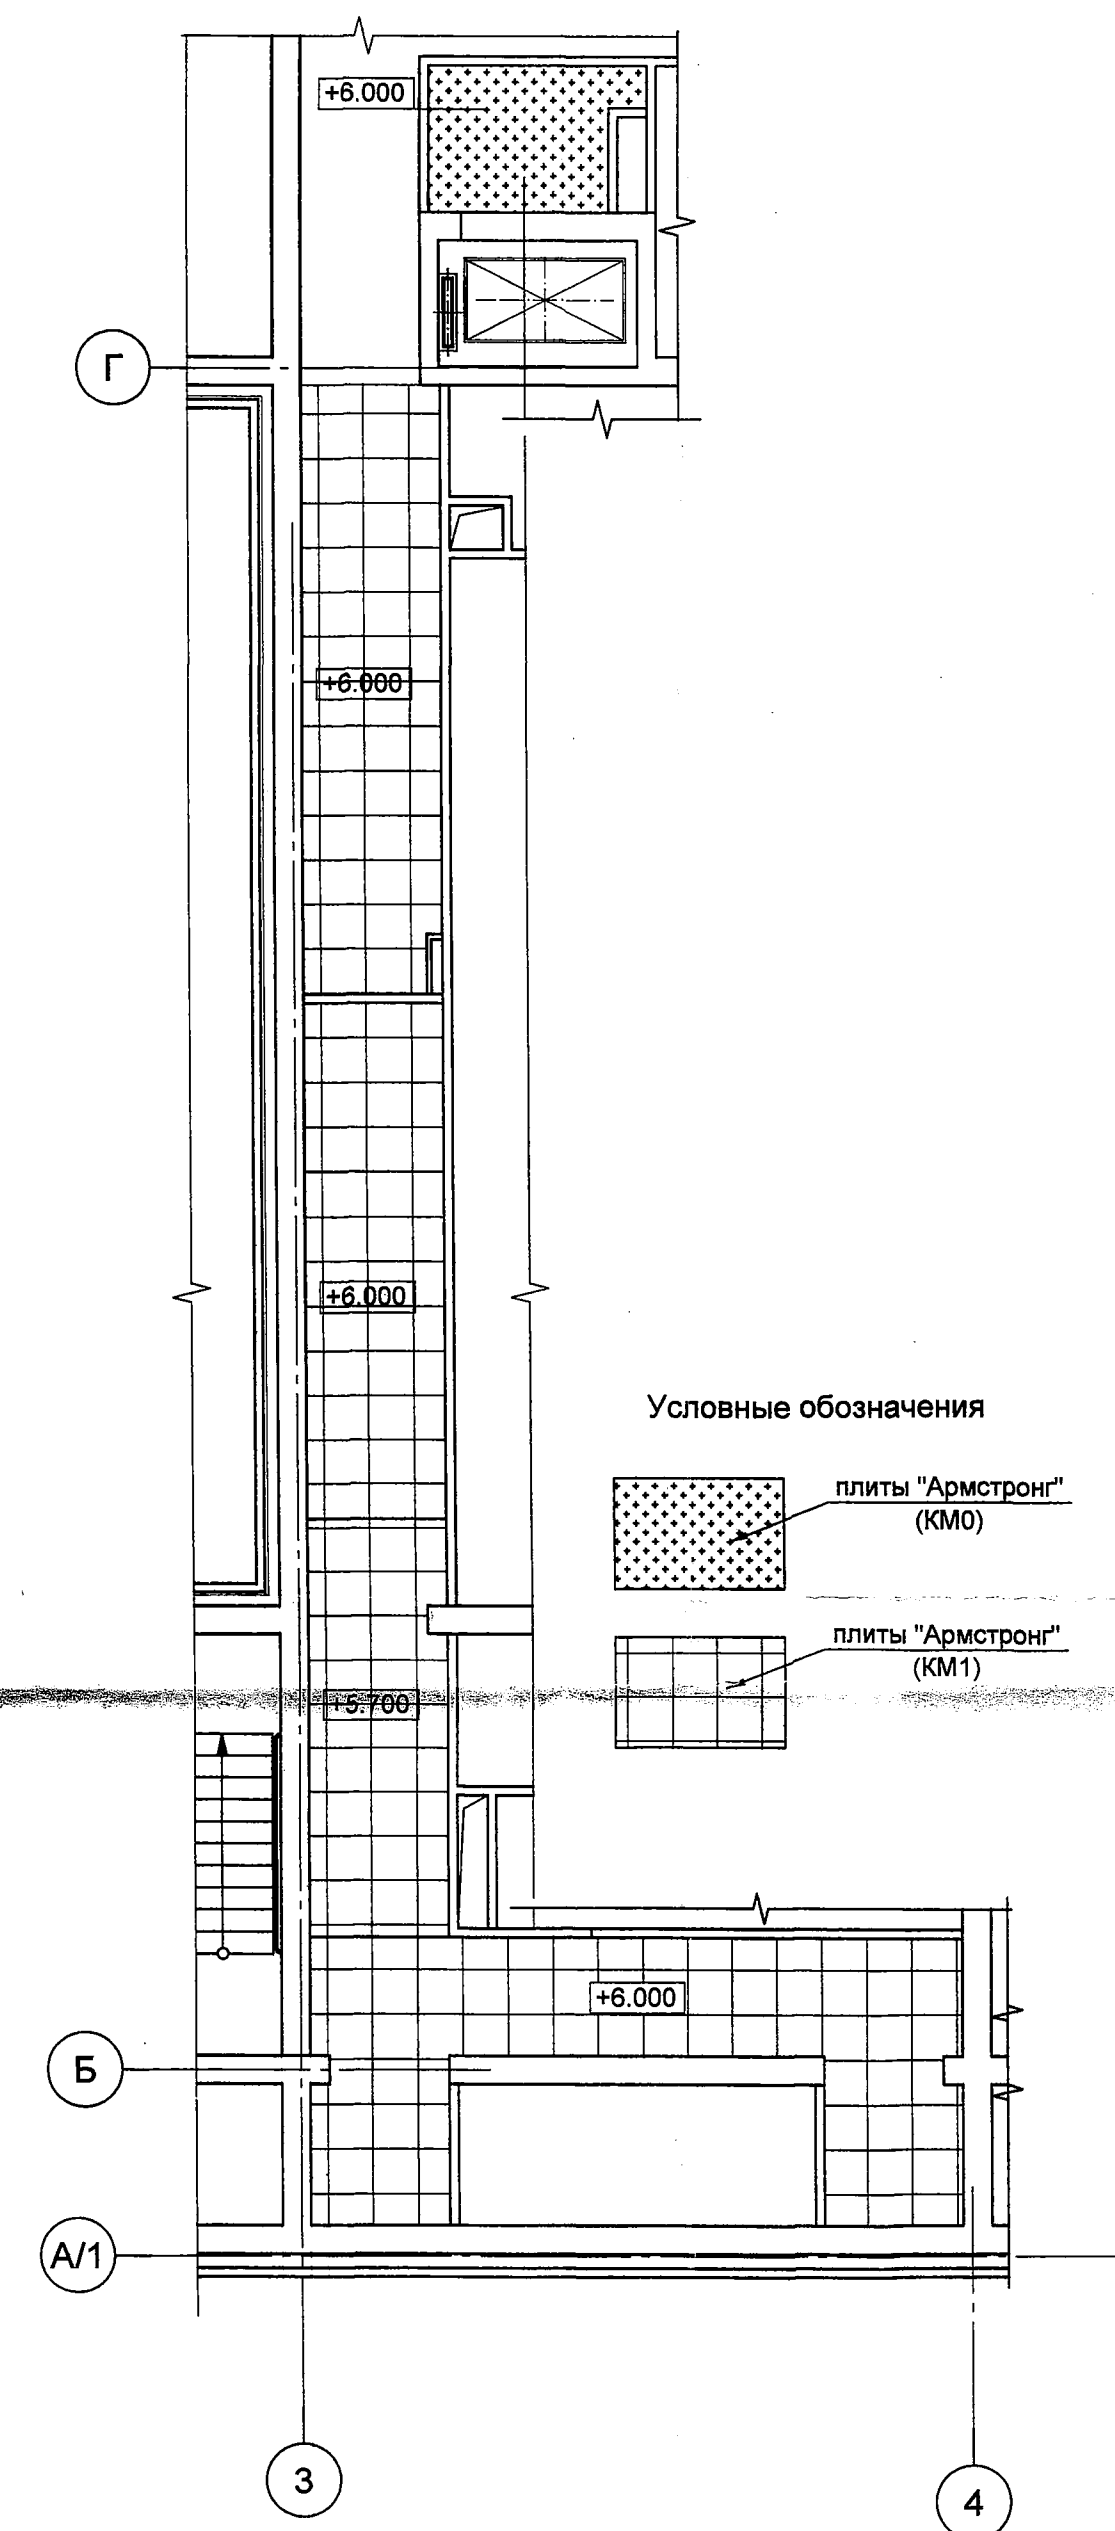 +6.000
Г
+6.000
+6.000
Условные обозначения
плиты "Армстронг"
(КМ0)
плиты "Армстронг"
(КМ1)
+5.700
+6.000
Б
А/1
3
4